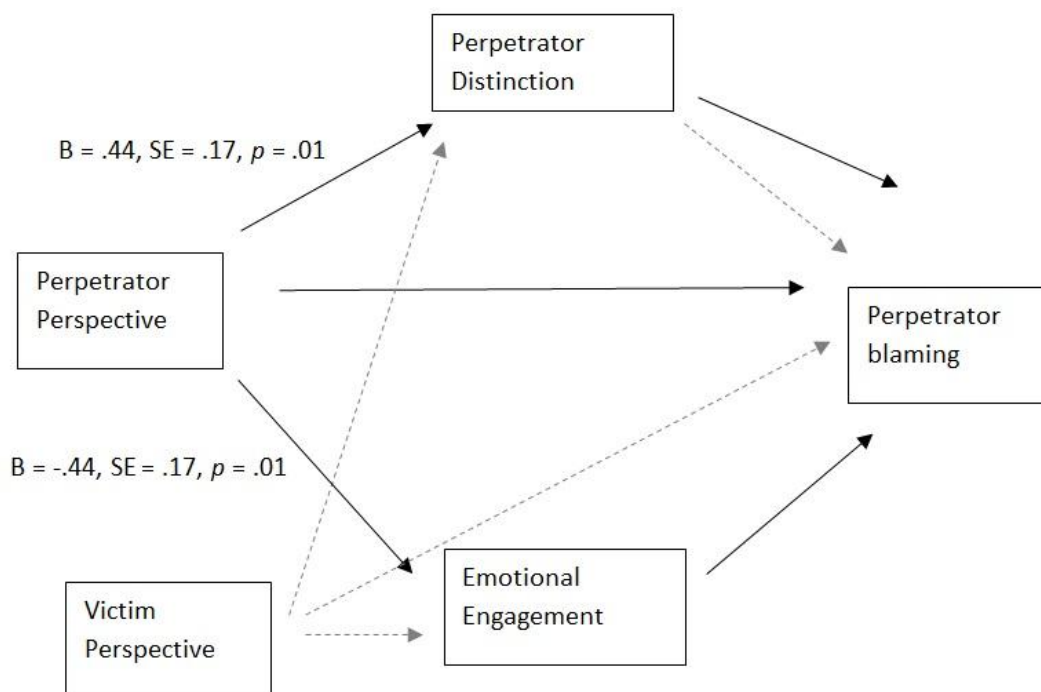 Perpetrator
Distinction
B = .44, SE = .17, p = .01
Perpetrator
Perspective
Perpetrator
blaming
B = -.44, SE = .17, p = .01
Emotional
Engagement
Victim
Perspective